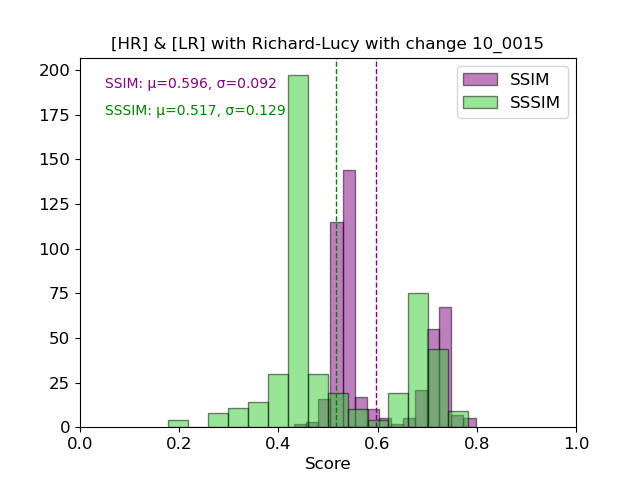 [HR] & [LR] with Richard-Lucy with change 10_0015
SSIM: μ=0.596, σ=0.092
SSSIM: μ=0.517, σ=0.129
SSIM
SSSIM
200
175
150
125
100
75
50
25
0
0.0 0.2 0.4 0.6 0.8 1.0
Score